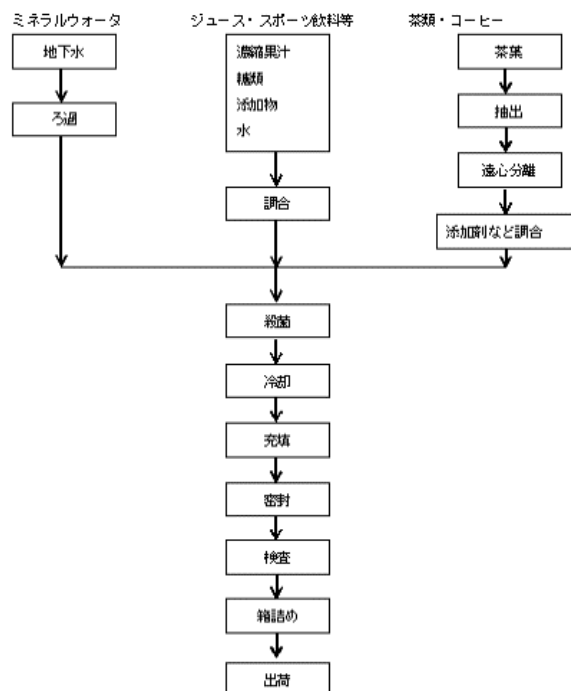 ミネラルウォータ
ジュース・スポーツ飲料等
茶類・コーヒー
地下水
ろ過
濃縮果汁
糖類
添加物
水
調合
茶葉
抽出
遠心分離
添加剤など調合
殺菌
冷却
充填
密封
検査
箱詰め
出荷